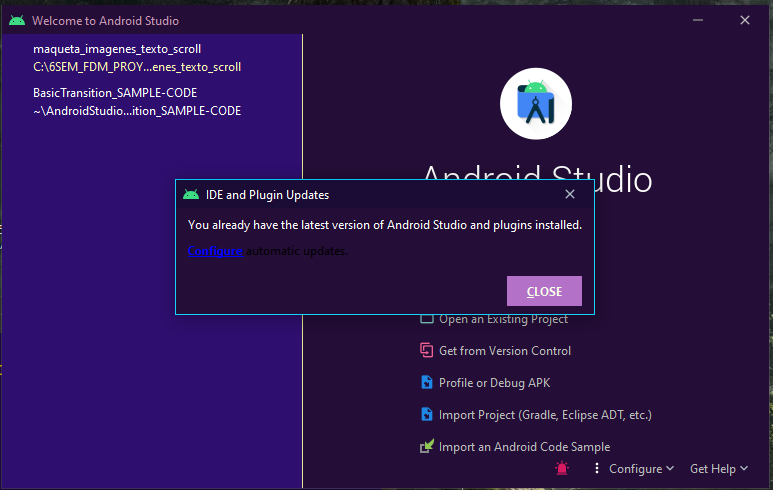 Welcome to Android Studio
maqueta_imagenes_texto_scroll
C:\6SEM_FDM_PROY...enes_texto_scroll
BasicTransition_SAMPLE-CODE
~\AndroidStudio...ition_SAMPLE-CODE
Android Studio
IDE and Plugin Updates
You already have the latest version of Android Studio and plugins installed.
Configure automatic updates.
CLOSE
Open an Existing Project
Get from Version Control
Profile or Debug APK
Import Project (Gradle, Eclipse ADT, etc.)
Import an Android Code Sample
Configure
Get Help